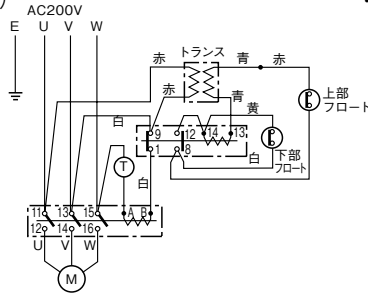 )
AC200V
E U V W
トランス
赤 青 赤
赤
青
上部
フロート
黄
白
9 12 14 13
下部
フロート
1 8
白
T
白
11 13 15 A B
12 14 16
U V W
M